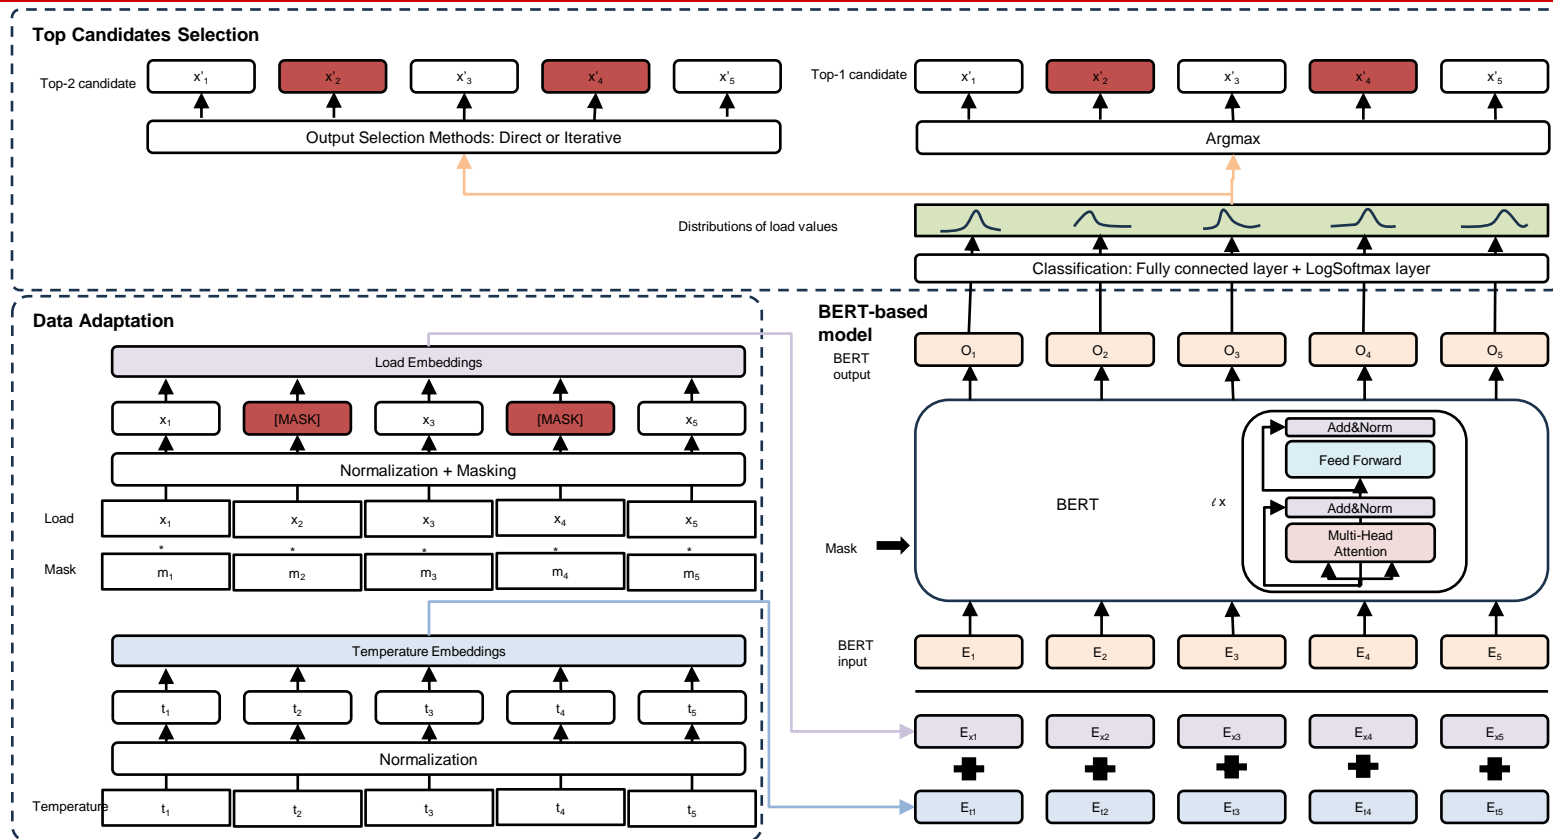 Top Candidates Selection
Top-2 candidate
x'1 x'2 x'3 x'4 x'5
Output Selection Methods: Direct or Iterative
Top-1 candidate
x'1 x'2 x'3 x'4 x'5
Argmax
Distributions of load values
Classification: Fully connected layer + LogSoftmax layer
Data Adaptation
Load Embeddings
x1 [MASK] x3 [MASK] x5
Normalization + Masking
Load
x1 x2 x3 x4 x5
* * * * *
Mask
m1 m2 m3 m4 m5
Temperature Embeddings
t1 t2 t3 t4 t5
Normalization
Temperature
t1 t2 t3 t4 t5
BERT-based
model
BERT
output
O1 O2 O3 O4 O5
BERT
ℓ x
Add&Norm
Feed Forward
Add&Norm
Multi-Head
Attention
Mask
BERT
input
E1 E2 E3 E4 E5
Ex1 Ex2 Ex3 Ex4 Ex5
Et1 Et2 Et3 Et4 Et5